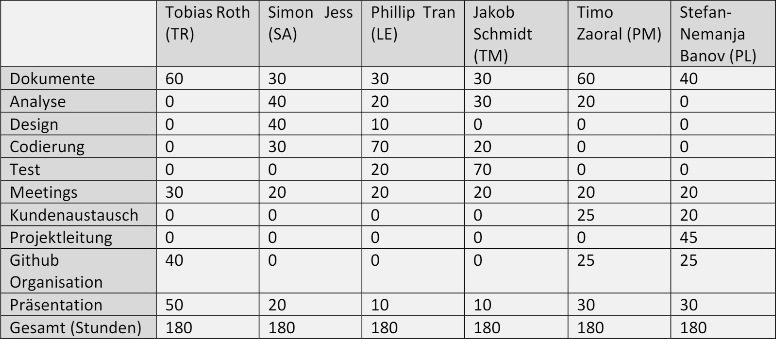 Tobias Roth (TR) Simon Jess (SA) Phillip Tran (LE) Jakob Schmidt (TM) Timo Zaoral (PM) Stefan-Nemanja Banov (PL)
Dokumente 60 30 30 30 60 40
Analyse 0 40 20 30 20 0
Design 0 40 10 0 0 0
Codierung 0 30 70 20 0 0
Test 0 0 20 70 0 0
Meetings 30 20 20 20 20 20
Kundenaustausch 0 0 0 0 25 20
Projektleitung 0 0 0 0 0 45
Github Organisation 40 0 0 0 25 25
Präsentation 50 20 10 10 30 30
Gesamt (Stunden) 180 180 180 180 180 180